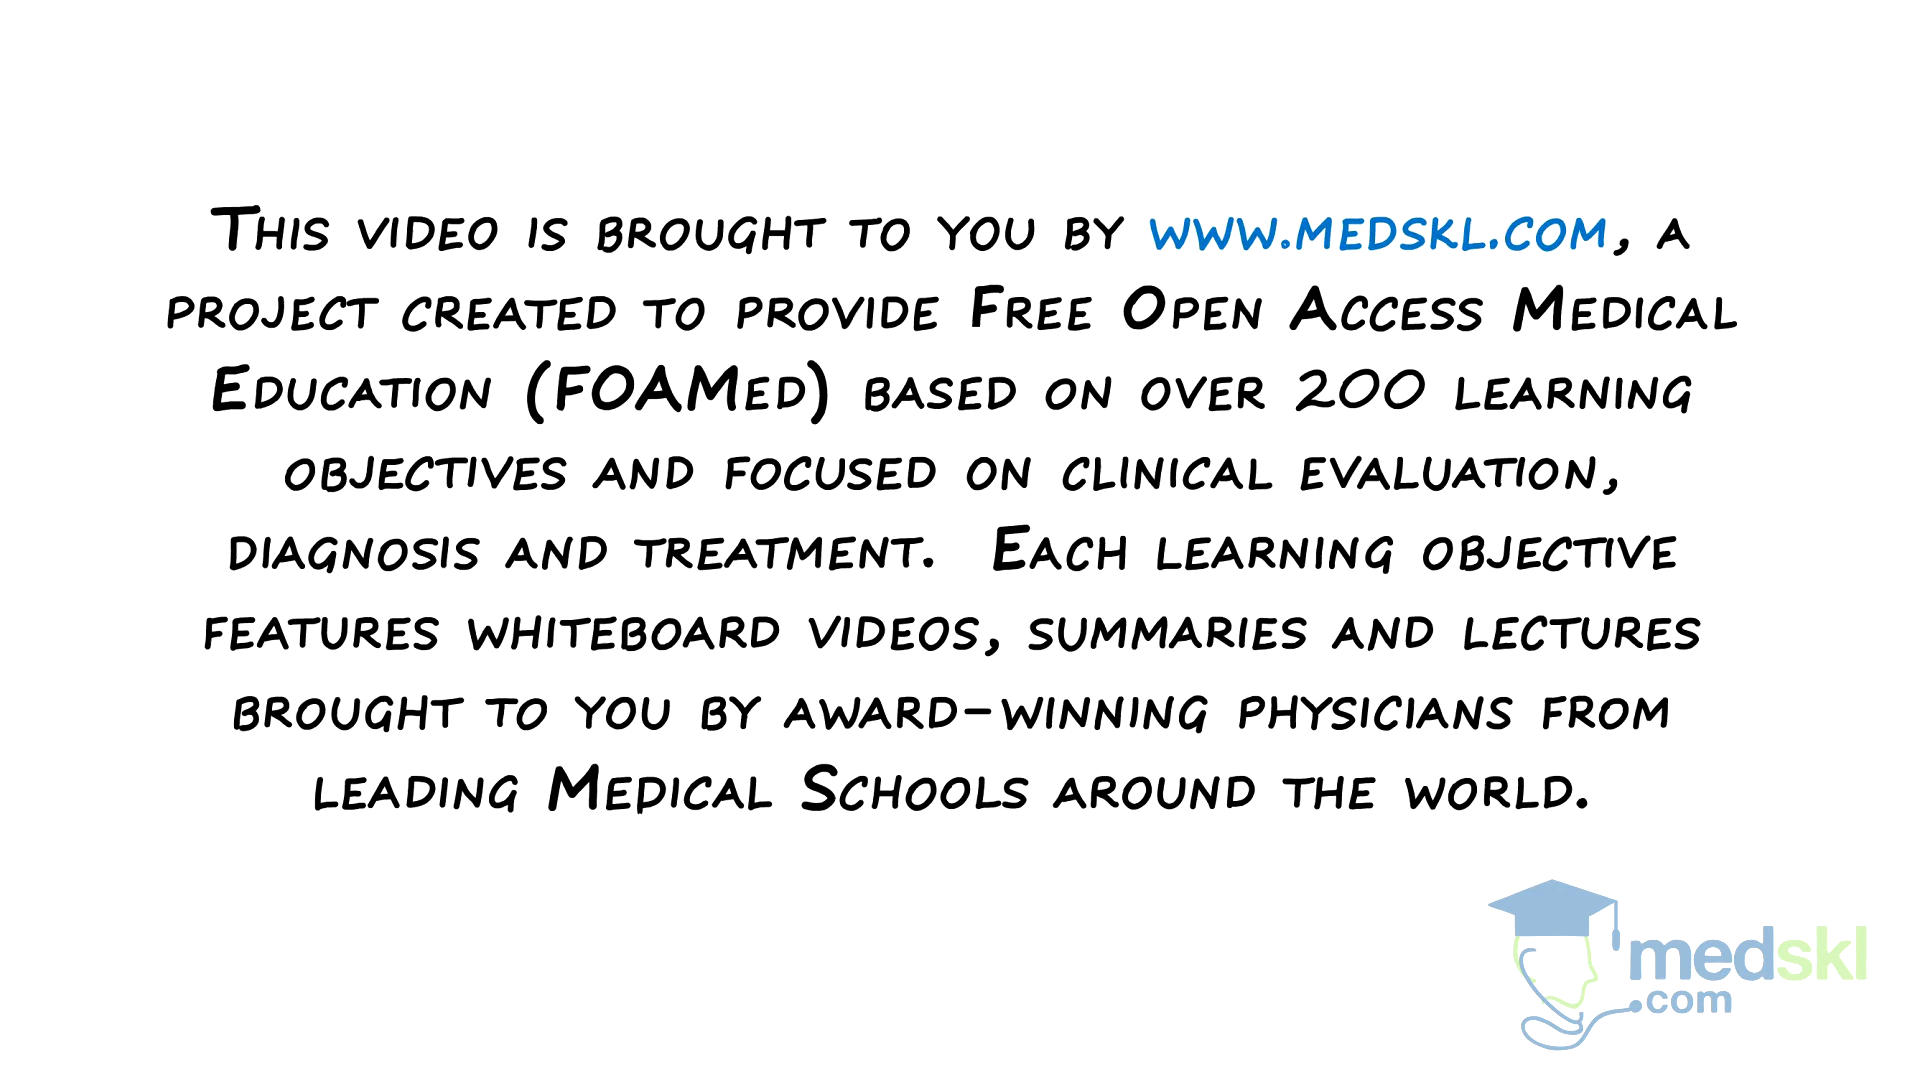 This video is brought to you by www.medskl.com, a
project created to provide Free Open Access Medical
Education (FOAMed) based on over 200 learning
objectives and focused on clinical evaluation,
diagnosis and treatment.  Each learning objective
features whiteboard videos, summaries and lectures
brought to you by award-winning physicians from
leading Medical Schools around the world.
medskl
.com